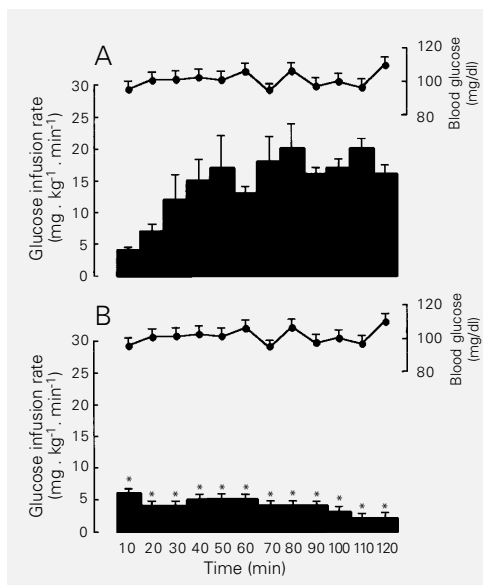 A
120
100
80
Blood glucose
(mg/dl)
30
25
20
15
10
5
0
Glucose infusion rate
(mg . kg-1 . min-1)
B
120
100
80
Blood glucose
(mg/dl)
30
25
20
15
10
5
0
Glucose infusion rate
(mg . kg-1 . min-1)
* * * * * * * * * * * *
10 20 30 40 50 60 70 80 90 100 110 120
Time (min)